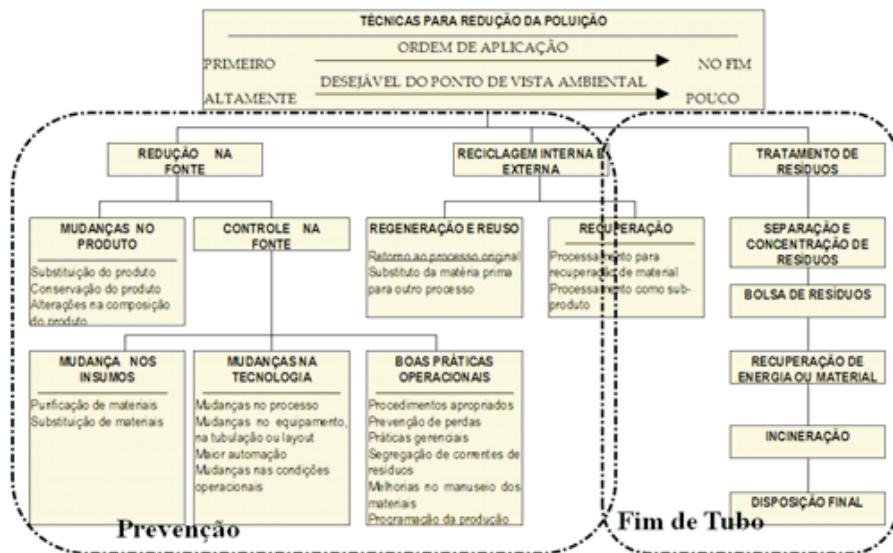 TÉCNICAS PARA REDUÇÃO DA POLUIÇÃO
ORDEM DE APLICAÇÃO
PRIMEIRO
NO FIM
DESEJÁVEL DO PONTO DE VISTA AMBIENTAL
ALTAMENTE
POUCO
REDUÇÃO NA
FONTE
RECICLAGEM INTERNA E
EXTERNA
TRATAMENTO DE
RESÍDUOS
MUDANÇAS NO
PRODUTO
Substituição do produto
Conservação do produto
Alterações na composição
do produto
CONTROLE NA
FONTE
REGENERAÇÃO E REUSO
Retorno ao processo original
Substituto da matéria prima
para outro processo
RECUPERAÇÃO
Processamento para
recuperação de material
Processamento como sub-
produto
SEPARAÇÃO E
CONCENTRAÇÃO DE
RESÍDUOS
BOLSA DE RESÍDUOS
MUDANÇA NOS
INSUMOS
Purificação de materiais
Substituição de materiais
MUDANÇAS NA
TECNOLOGIA
Mudanças no processo
Mudanças no equipamento,
na tubulação ou layout
Maior automação
Mudanças nas condições
operacionais
BOAS PRÁTICAS
OPERACIONAIS
Procedimentos apropriados
Prevenção de perdas
Práticas gerenciais
Segregação de correntes de
resíduos
Melhorias no manuseio dos
materiais
Programação da produção
RECUPERAÇÃO DE
ENERGIA OU MATERIAL
INCINERAÇÃO
DISPOSIÇÃO FINAL
Prevenção
Fim de Tubo